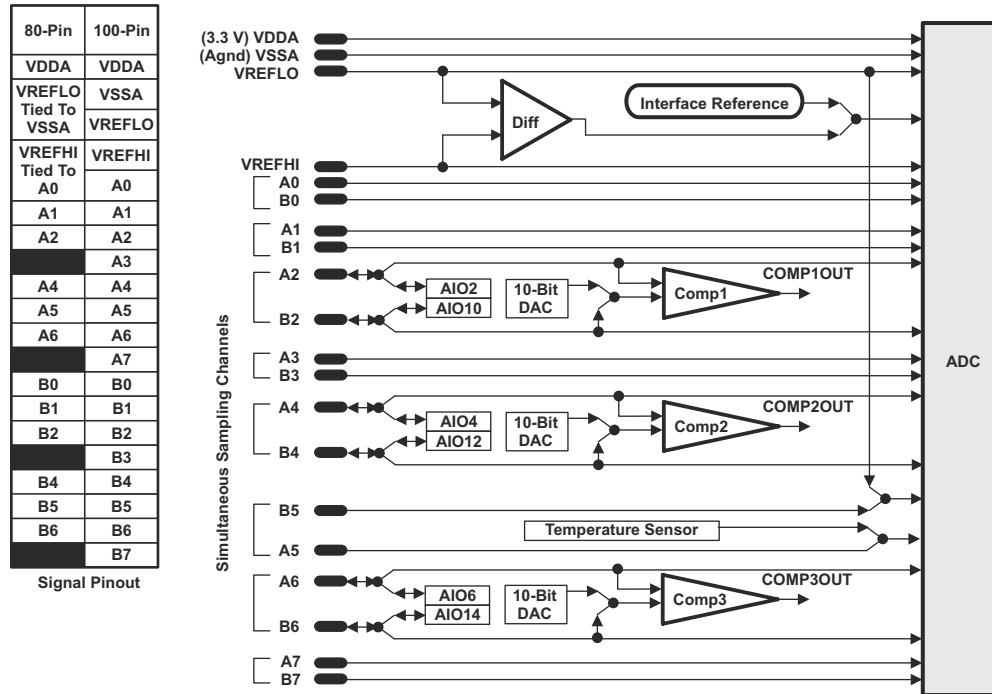 80-Pin 100-Pin
VDDA VDDA
VREFLO
Tied To
VSSA
VSSA
VREFLO
VREFHI
Tied To
A0
VREFHI
A0
A1 A1
A2 A2
A3
A4 A4
A5 A5
A6 A6
A7
B0 B0
B1 B1
B2 B2
B3
B4 B4
B5 B5
B6 B6
B7
Signal Pinout
(3.3 V) VDDA
(Agnd) VSSA
VREFLO
Diff
Interface Reference
VREFHI
A0
B0
A1
B1
A2
AIO2
AIO10
10-Bit
DAC
Comp1
COMP1OUT
B2
A3
B3
A4
AIO4
AIO12
10-Bit
DAC
Comp2
COMP2OUT
B4
B5
Temperature Sensor
A5
A6
AIO6
AIO14
10-Bit
DAC
Comp3
COMP3OUT
B6
A7
B7
Simultaneous Sampling Channels
ADC